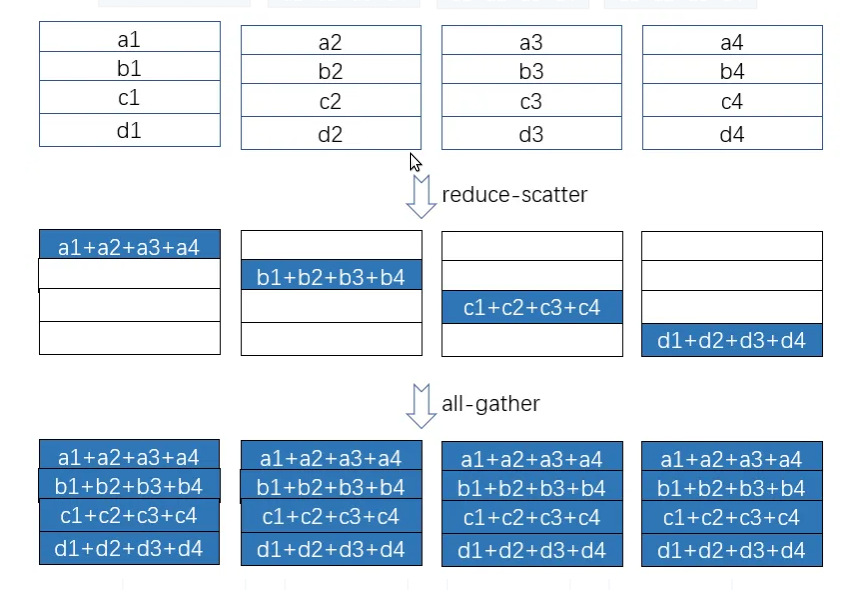 a1 a2 a3 a4
b1 b2 b3 b4
c1 c2 c3 c4
d1 d2 d3 d4
reduce-scatter
a1+a2+a3+a4
b1+b2+b3+b4
c1+c2+c3+c4
d1+d2+d3+d4
all-gather
a1+a2+a3+a4 a1+a2+a3+a4 a1+a2+a3+a4 a1+a2+a3+a4
b1+b2+b3+b4 b1+b2+b3+b4 b1+b2+b3+b4 b1+b2+b3+b4
c1+c2+c3+c4 c1+c2+c3+c4 c1+c2+c3+c4 c1+c2+c3+c4
d1+d2+d3+d4 d1+d2+d3+d4 d1+d2+d3+d4 d1+d2+d3+d4